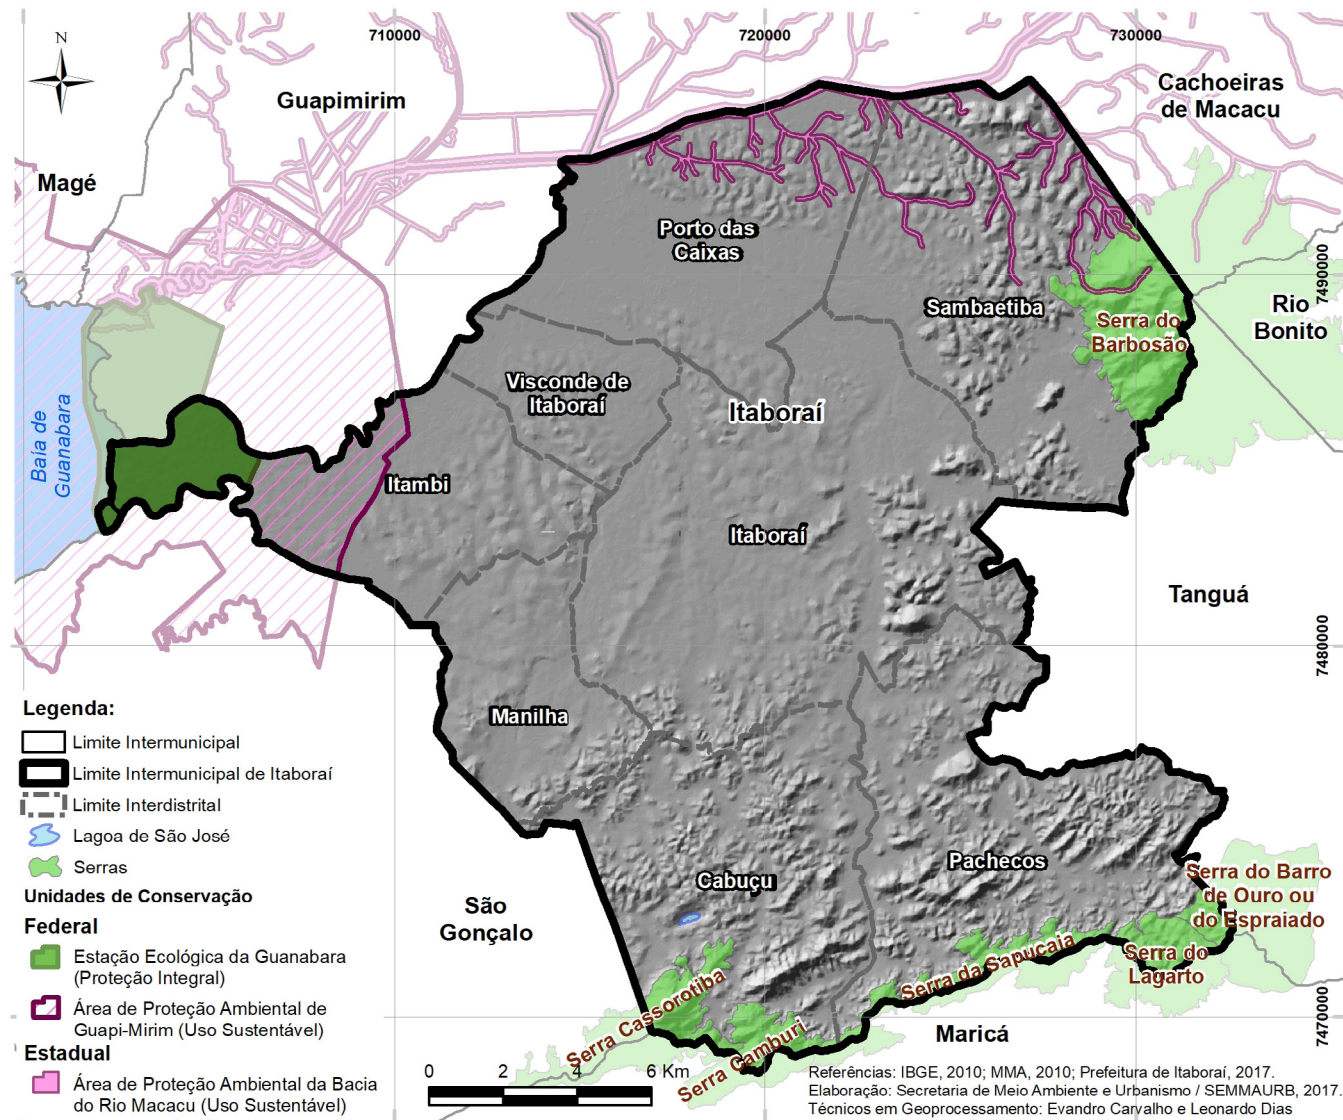 710000
720000
730000
N
Guapimirim
Cachoeiras
de Macacu
Magé
Porto das
Caixas
7490000
Sambaetiba
Rio
Bonito
Serra do
Barbosão
Visconde de
Itaboraí
Itaboraí
Baía de
Guanabara
Itambi
Itaboraí
Tanguá
7480000
Manilha
Legenda:
Limite Intermunicipal
Limite Intermunicipal de Itaboraí
Limite Interdistrital
Lagoa de São José
Serras
Unidades de Conservação
Federal
Estação Ecológica da Guanabara
(Proteção Integral)
Área de Proteção Ambiental de
Guapi-Mirim (Uso Sustentável)
Estadual
Área de Proteção Ambiental da Bacia
do Rio Macacu (Uso Sustentável)
Pachecos
Cabuçu
Serra do Barro
de Ouro ou
do Espraiado
São
Gonçalo
Serra da Sapucaia
Serra do
Lagarto
Serra Cassorotiba
Serra Camburi
Maricá
7470000
0 2 4 6 Km
Referências: IBGE, 2010; MMA, 2010; Prefeitura de Itaboraí, 2017.
Elaboração: Secretaria de Meio Ambiente e Urbanismo / SEMMAURB, 2017.
Técnicos em Geoprocessamento: Evandro Carvalho e Leonardo Dias